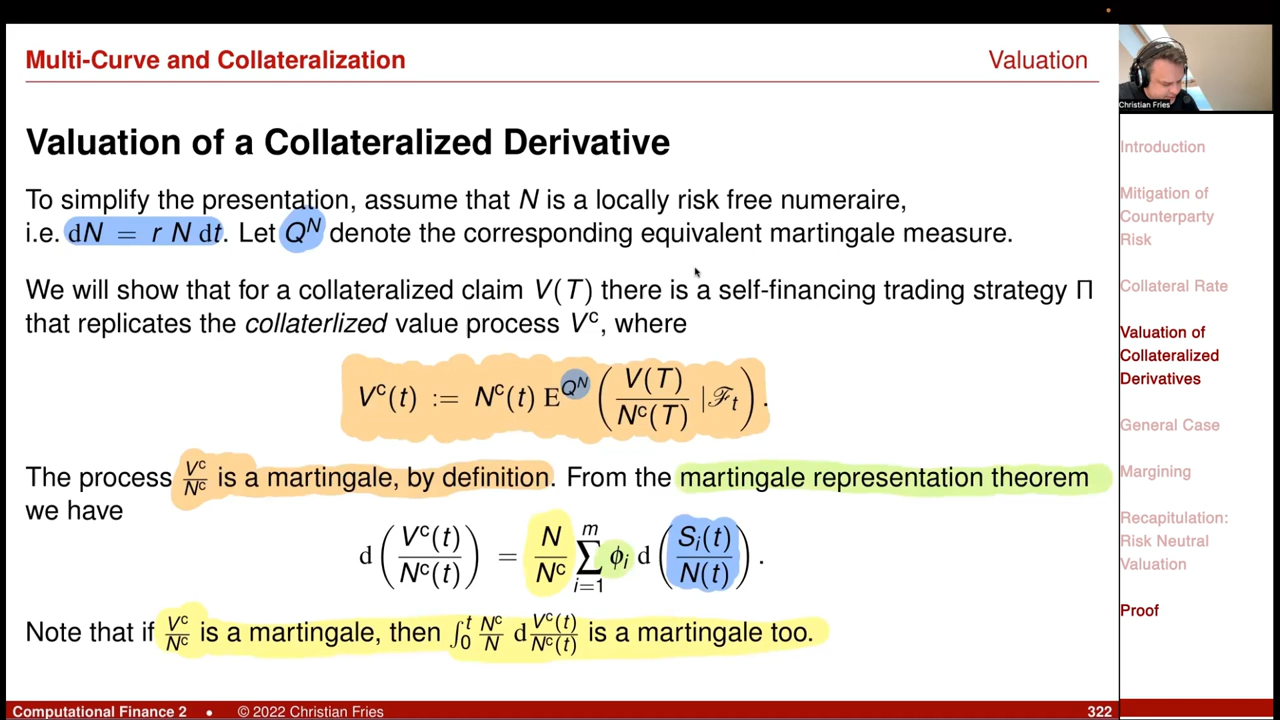 Multi-Curve and Collateralization
Valuation
Christian Fries
Valuation of a Collateralized Derivative
To simplify the presentation, assume that N is a locally risk free numeraire,
i.e. dN = r N dt. Let Q^N denote the corresponding equivalent martingale measure.
We will show that for a collateralized claim V(T) there is a self-financing trading strategy Π
that replicates the collaterlized value process V^c, where
V^c(t) := N^c(t) E^{Q^N} ( V(T) / N^c(T) | ℱ_t ).
The process V^c/N^c is a martingale, by definition. From the martingale representation theorem
we have
d ( V^c(t) / N^c(t) ) = N/N^c ∑_{i=1}^{m} ϕ_i d ( S_i(t) / N(t) ).
Note that if V^c/N^c is a martingale, then ∫_0^t N^c/N d V^c(t)/N^c(t) is a martingale too.
Introduction
Mitigation of
Counterparty
Risk
Collateral Rate
Valuation of
Collateralized
Derivatives
General Case
Margining
Recapitulation:
Risk Neutral
Valuation
Proof
Computational Finance 2 • © 2022 Christian Fries
322